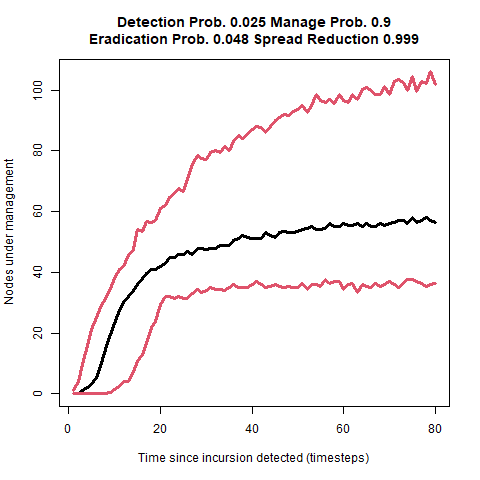 Detection Prob. 0.025 Manage Prob. 0.9
Eradication Prob. 0.048 Spread Reduction 0.999
Nodes under management
100
80
60
40
20
0
0 20 40 60 80
Time since incursion detected (timesteps)